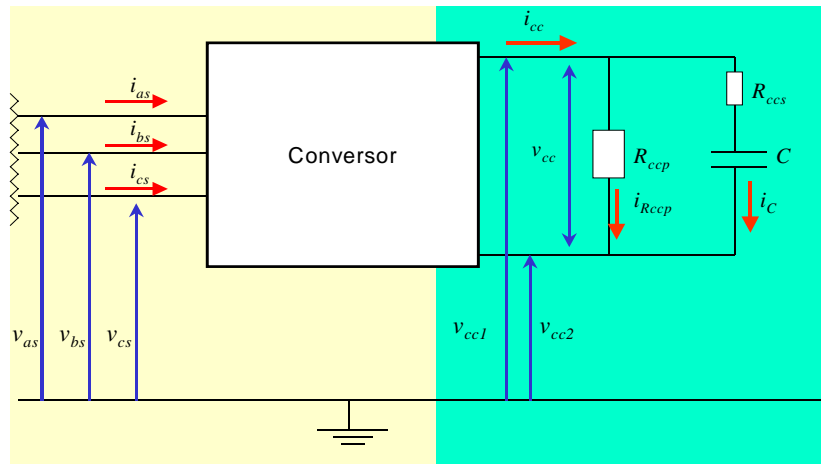 i_cc
i_as
i_bs
i_cs
Conversor
v_cc
R_ccp
R_ccs
C
i_Rccp
i_C
v_as
v_bs
v_cs
v_cc1
v_cc2